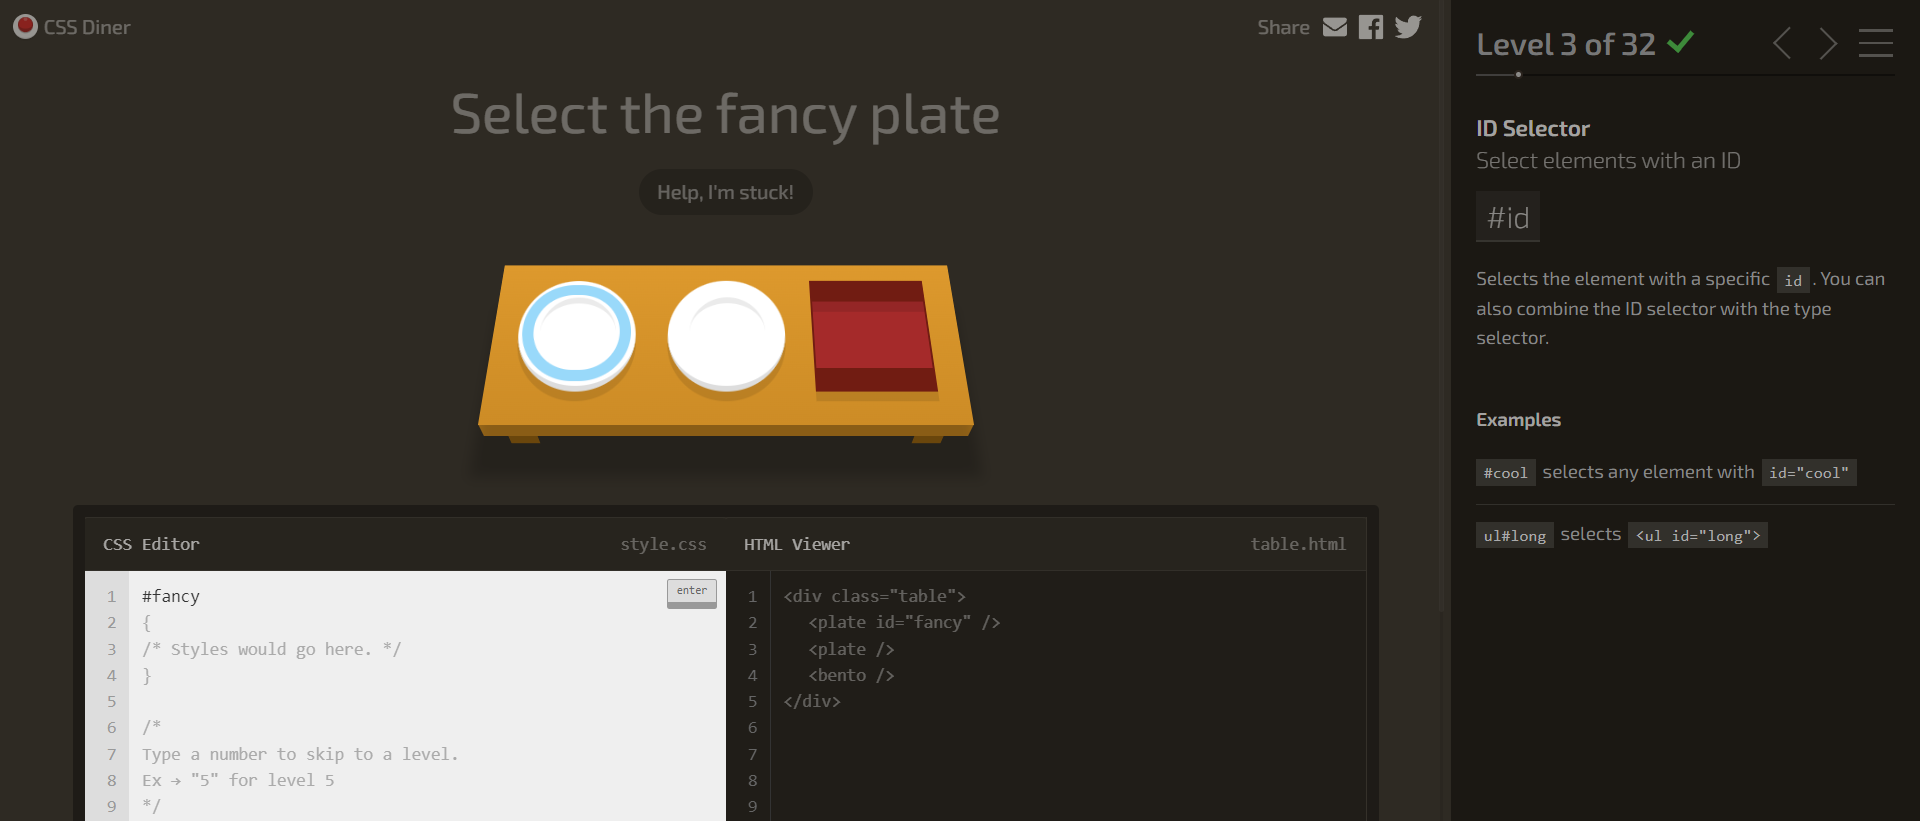 CSS Diner
Share
Select the fancy plate
Help, I'm stuck!
CSS Editor
style.css
1 #fancy
enter
2 {
3 /* Styles would go here. */
4 }
5
6 /*
7 Type a number to skip to a level.
8 Ex → "5" for level 5
9 */
HTML Viewer
table.html
1 <div class="table">
2 <plate id="fancy" />
3 <plate />
4 <bento />
5 </div>
6
7
8
9
Level 3 of 32
ID Selector
Select elements with an ID
#id
Selects the element with a specific id . You can
also combine the ID selector with the type
selector.
Examples
#cool selects any element with id="cool"
ul#long selects <ul id="long">